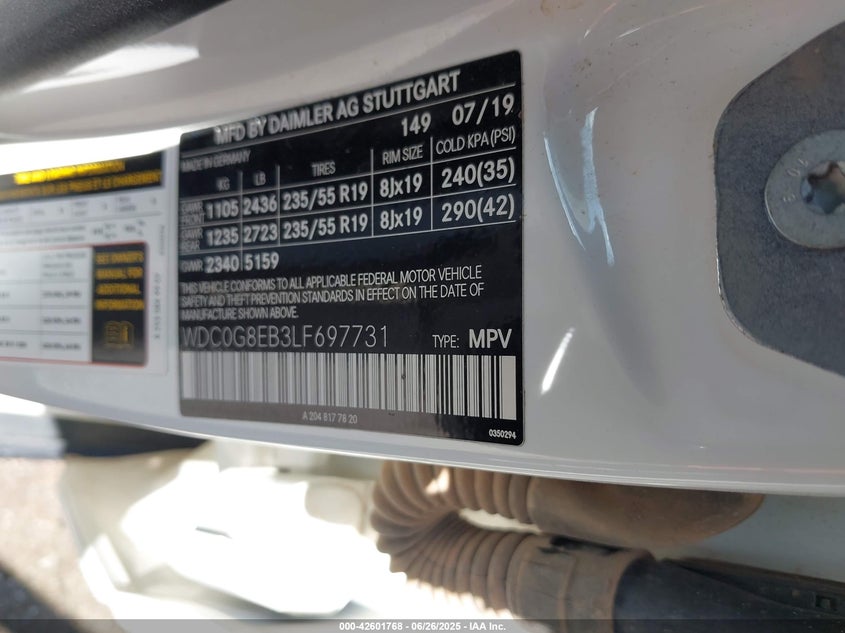 MFD BY DAIMLER AG STUTTGART
149 07/19
MADE IN GERMANY
KG LB TIRES RIM SIZE COLD KPA(PSI)
GAWR FRONT 1105 2436 235/55 R19 8Jx19 240(35)
GAWR REAR 1235 2723 235/55 R19 8Jx19 290(42)
GVWR 2340 5159
THIS VEHICLE CONFORMS TO ALL APPLICABLE FEDERAL MOTOR VEHICLE
SAFETY AND THEFT PREVENTION STANDARDS IN EFFECT ON THE DATE OF
MANUFACTURE SHOWN ABOVE.
WDC0G8EB3LF697731 TYPE: MPV
A 204 817 78 20
0350294
SEE OWNER'S
MANUAL FOR
ADDITIONAL
INFORMATION
000-42601768 | 06/26/2025 - IAA Inc.